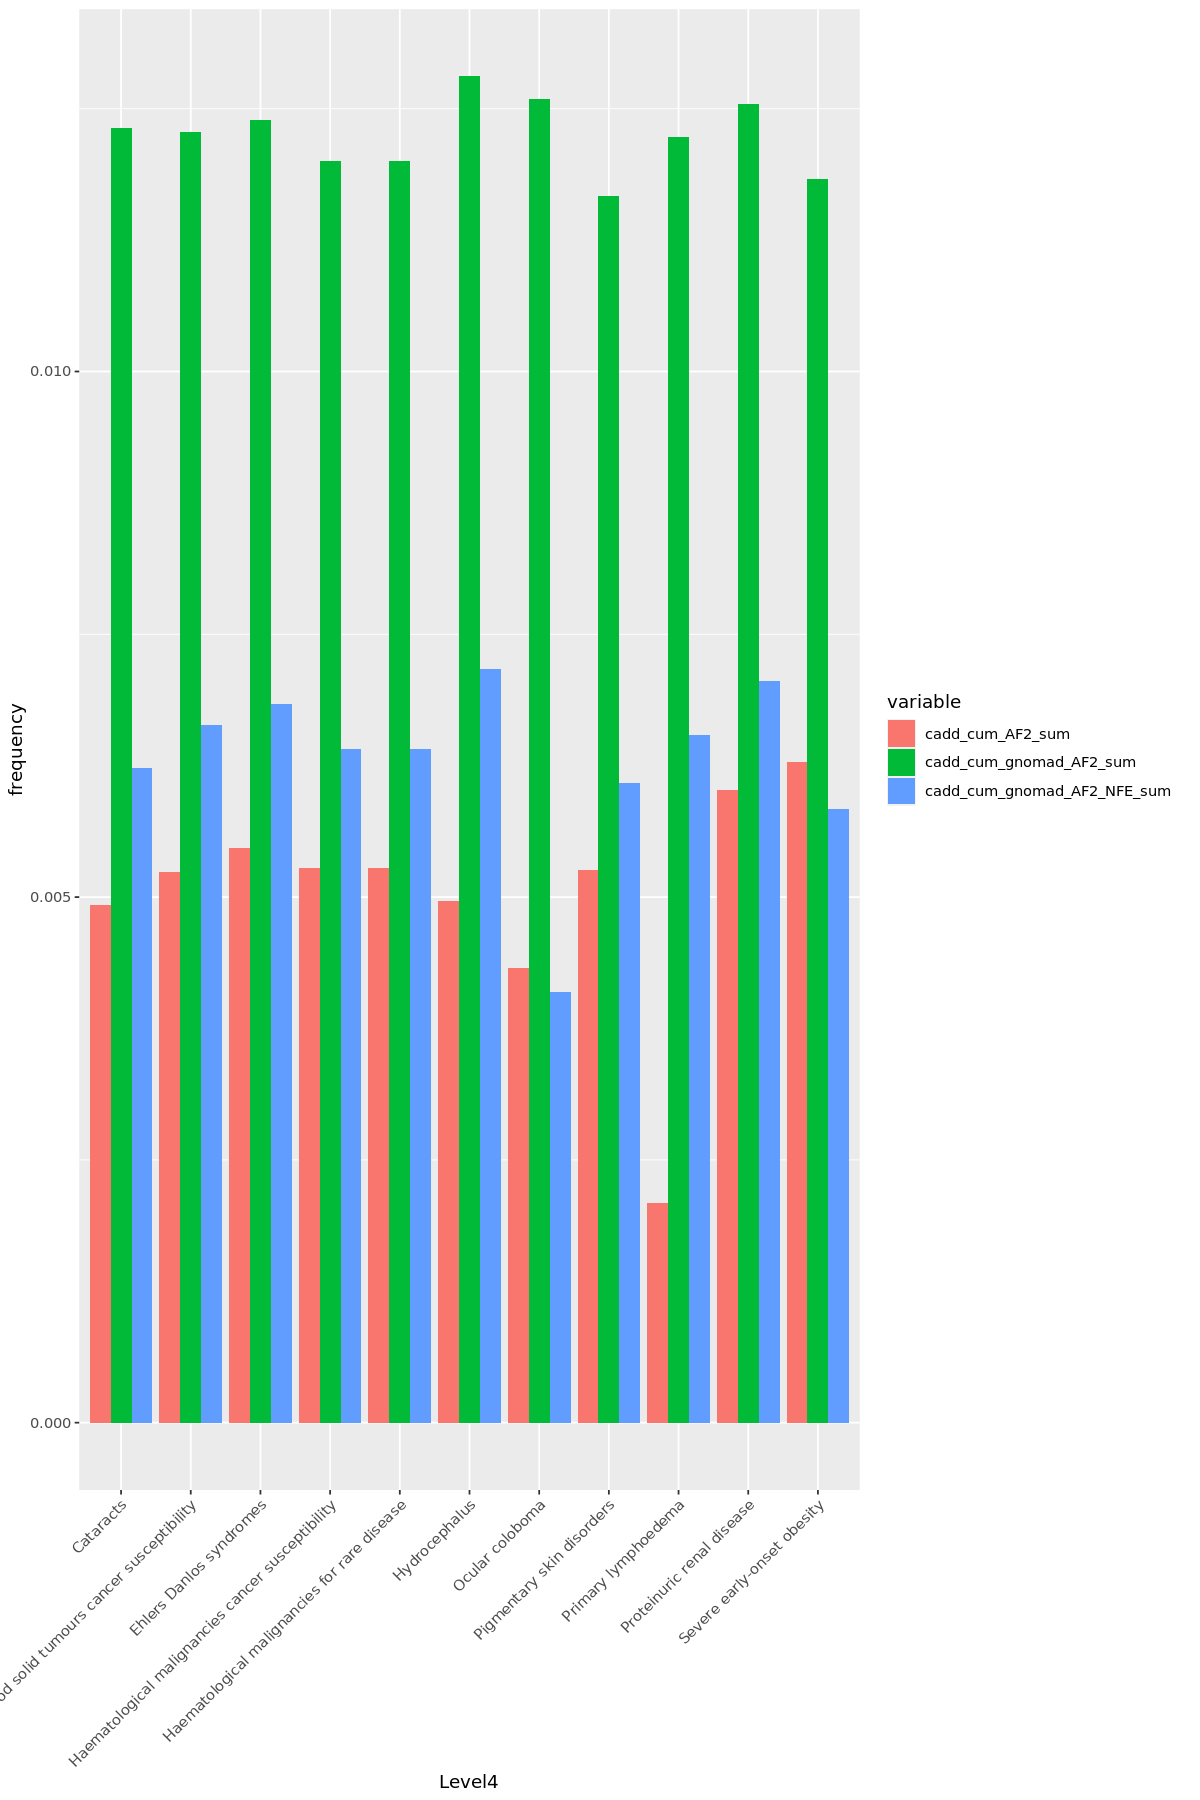 0.010
0.005
0.000
frequency
Cataracts
solid tumours cancer susceptibility
Ehlers Danlos syndromes
Haematological malignancies cancer susceptibility
Haematological malignancies for rare disease
Hydrocephalus
Ocular coloboma
Pigmentary skin disorders
Primary lymphoedema
Proteinuric renal disease
Severe early-onset obesity
Level4
variable
cadd_cum_AF2_sum
cadd_cum_gnomad_AF2_sum
cadd_cum_gnomad_AF2_NFE_sum